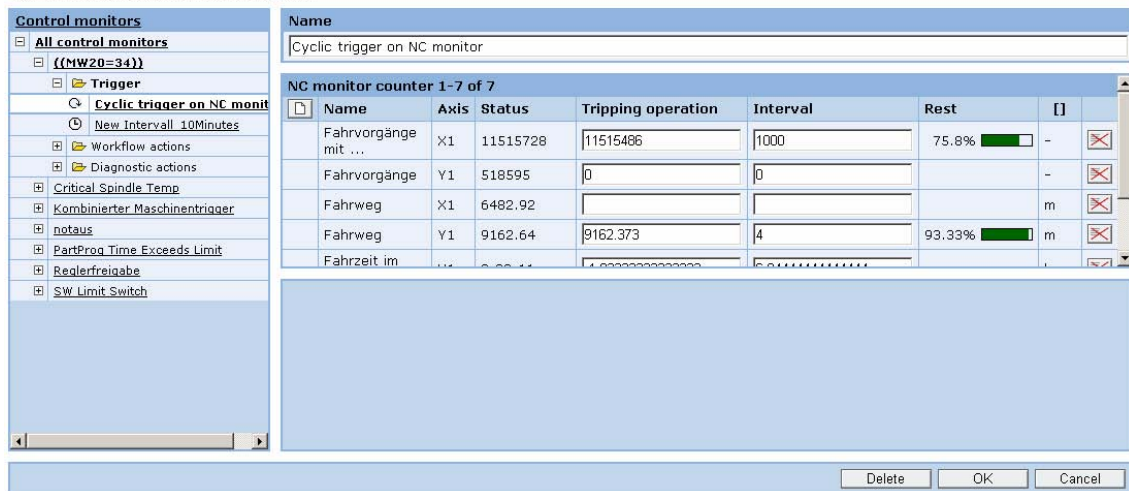 Control monitors
All control monitors
((MW20=34))
Trigger
Cyclic trigger on NC monit
New Intervall 10Minutes
Workflow actions
Diagnostic actions
Critical Spindle Temp
Kombinierter Maschinentrigger
notaus
PartProg Time Exceeds Limit
Reglerfreigabe
SW Limit Switch
Name
Cyclic trigger on NC monitor
NC monitor counter 1-7 of 7
Name Axis Status Tripping operation Interval Rest []
Fahrvorgänge mit ... X1 11515728 11515486 1000 75.8% -
Fahrvorgänge Y1 518595 0 0 -
Fahrweg X1 6482.92 m
Fahrweg Y1 9162.64 9162.373 4 93.33% m
Fahrzeit im
Delete OK Cancel